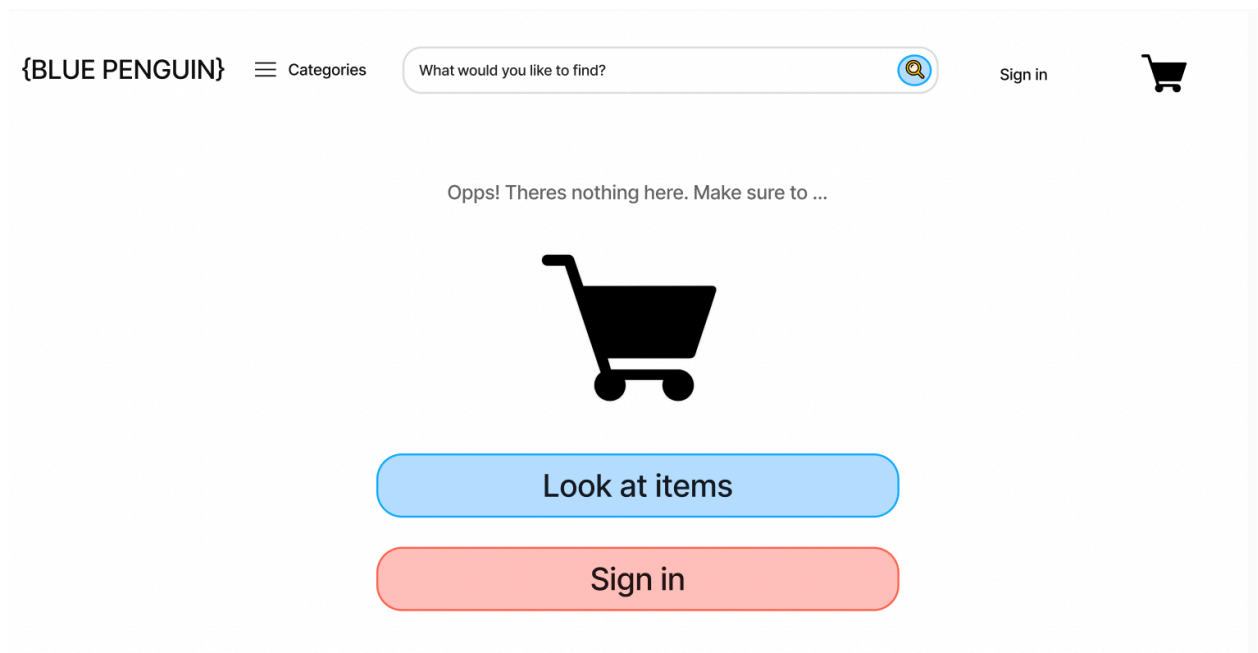 {BLUE PENGUIN}
Categories
What would you like to find?
Sign in
Opps! Theres nothing here. Make sure to ...
Look at items
Sign in